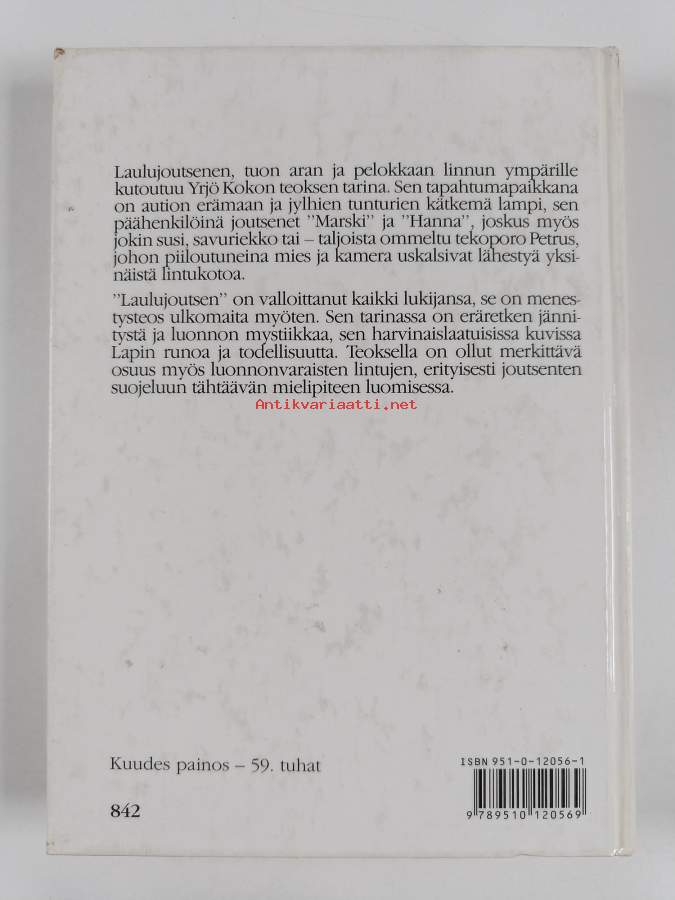 Laulujoutsenen, tuon aran ja pelokkaan linnun ympärille
kutoutuu Yrjö Kokon teoksen tarina. Sen tapahtumapaikkana
on aution erämaan ja jylhien tunturien kätkemä lampi, sen
päähenkilöinä joutsenet ”Marski” ja ”Hanna”, joskus myös
jokin susi, savuriekko tai – taljoista ommeltu tekoporo Petrus,
johon piiloutuneina mies ja kamera uskalsivat lähestyä yksi-
näistä lintukotoa.
”Laulujoutsen” on valloittanut kaikki lukijansa, se on menes-
tysteos ulkomaita myöten. Sen tarinassa on eräretken jänni-
tystä ja luonnon mystiikkaa, sen harvinaislaatuisissa kuvissa
Lapin runoa ja todellisuutta. Teoksella on ollut merkittävä
osuus myös luonnonvaraisten lintujen, erityisesti joutsenten
suojeluun tähtäävän mielipiteen luomisessa.
Antikvariaatti.net
Kuudes painos – 59. tuhat
842
ISBN 951-0-12056-1
9 789510 120569